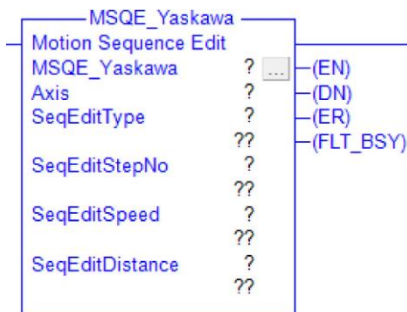 MSQE_Yaskawa
Motion Sequence Edit
MSQE_Yaskawa ? ... (EN)
Axis ? (DN)
SeqEditType ? (ER)
?? (FLT_BSY)
SeqEditStepNo ?
??
SeqEditSpeed ?
??
SeqEditDistance ?
??